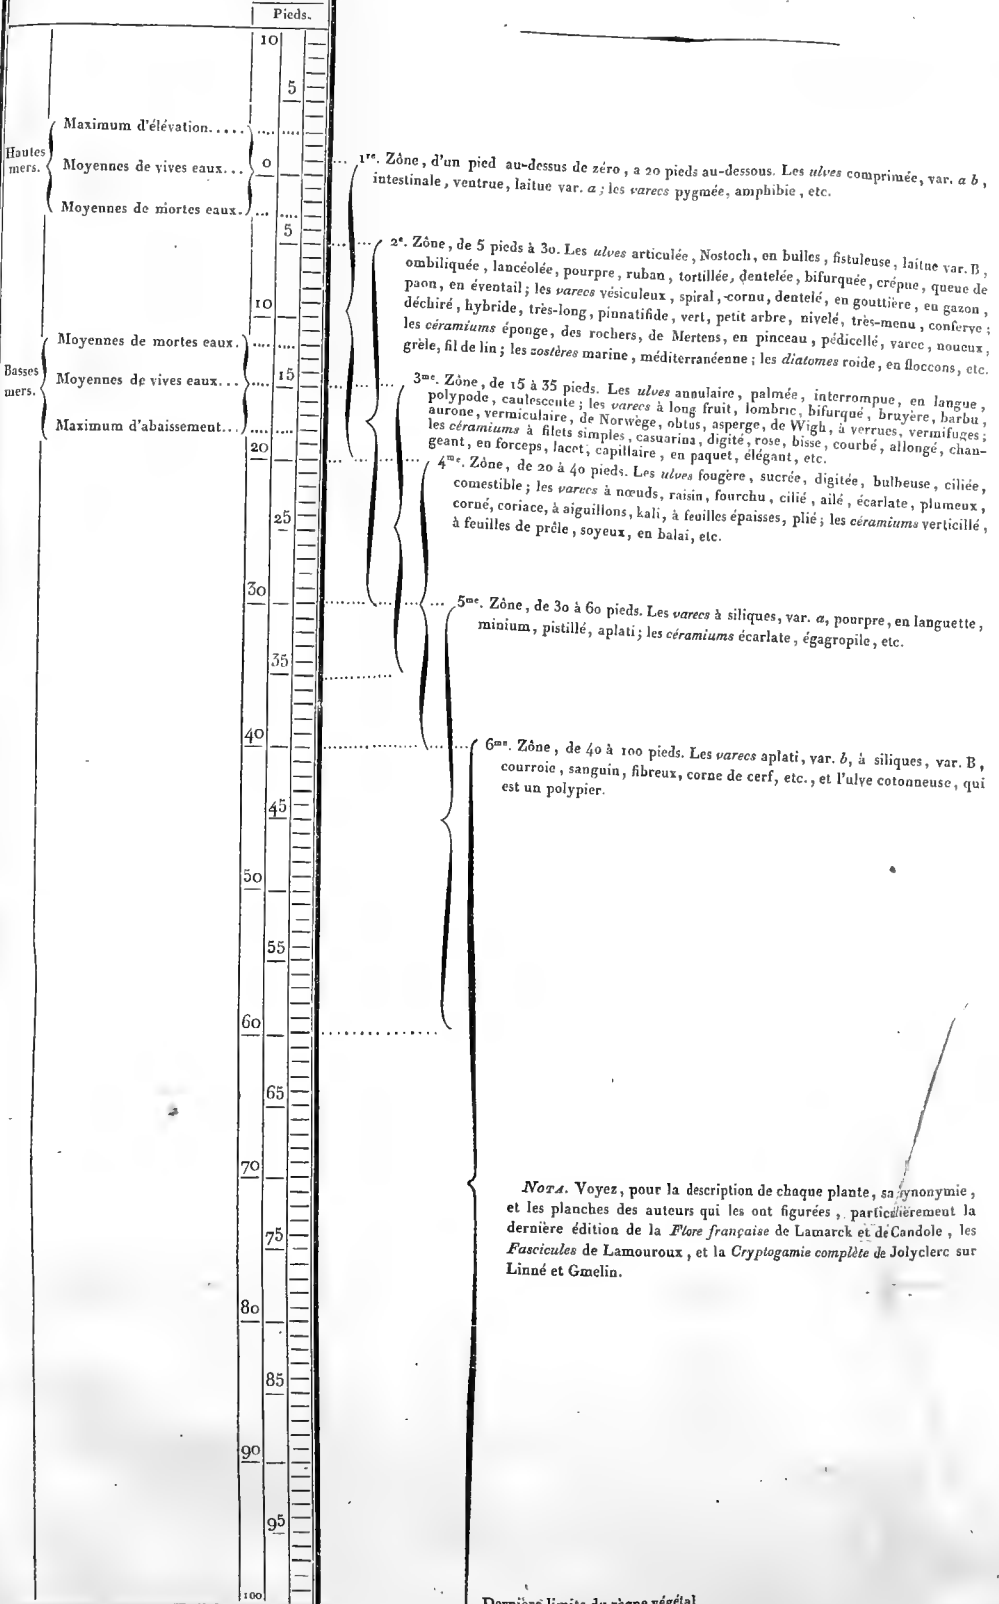 Pieds.
10
5
Maximum d'élévation.....
Hautes mers.
Moyennes de vives eaux...
0
Moyennes de mortes eaux.
5
10
Moyennes de mortes eaux.
Basses mers.
Moyennes de vives eaux...
15
Maximum d'abaissement...
20
25
30
35
40
45
50
55
60
65
70
75
80
85
90
95
100
1re. Zône, d'un pied au-dessus de zéro, a 20 pieds au-dessous. Les ulves comprimée, var. a b,
intestinale, ventrue, laitue var. a; les varecs pygmée, amphibie, etc.
2e. Zône, de 5 pieds à 30. Les ulves articulée, Nostoch, en bulles, fistuleuse, laitue var. B,
ombiliquée, lancéolée, pourpre, ruban, tortillée, dentelée, bifurquée, crépue, queue de
paon, en éventail; les varecs vésiculeux, spiral, cornu, dentelé, en gouttière, en gazon,
déchiré, hybride, très-long, pinnatifide, vert, petit arbre, nivelé, très-menu, conferve;
les céramiums éponge, des rochers, de Mertens, en pinceau, pédicellé, varec, noueux,
grèle, fil de lin; les zostères marine, méditerranéenne; les diatomes roide, en floccons, etc.
3me. Zône, de 15 à 35 pieds. Les ulves annulaire, palmée, interrompue, en langue,
polypode, caulescente; les varecs à long fruit, lombric, bifurqué, bruyère, barbu,
aurone, vermiculaire, de Norwège, obtus, asperge, de Wigh, à verrues, vermifuges;
les céramiums à filets simples, casuarina, digité, rose, bisse, courbé, allongé, chan-
geant, en forceps, lacet, capillaire, en paquet, élégant, etc.
4me. Zône, de 20 à 40 pieds. Les ulves fougère, sucrée, digitée, bulbeuse, ciliée,
comestible; les varecs à nœuds, raisin, fourchu, cilié, ailé, écarlate, plumeux,
corné, coriace, à aiguillons, kali, à feuilles épaisses, plié; les céramiums verticillé,
à feuilles de prêle, soyeux, en balai, etc.
5me. Zône, de 30 à 60 pieds. Les varecs à siliques, var. a, pourpre, en languette,
minium, pistillé, aplati; les céramiums écarlate, égagropile, etc.
6me. Zône, de 40 à 100 pieds. Les varecs aplati, var. b, à siliques, var. B,
courroie, sanguin, fibreux, corne de cerf, etc., et l'ulve cotonneuse, qui
est un polypier.
NOTA. Voyez, pour la description de chaque plante, sa synonymie,
et les planches des auteurs qui les ont figurées, particulièrement la
dernière édition de la Flore française de Lamarck et de Candole, les
Fascicules de Lamouroux, et la Cryptogamie complète de Jolyclerc sur
Linné et Gmelin.
Dernière limite du règne végétal